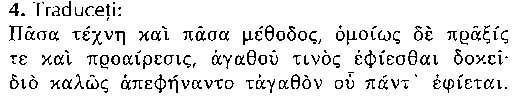 4. Traduceți:
Πᾶσα τέχνη καὶ πᾶσα μέθοδος, ὁμοίως δὲ πρᾶξίς
τε καὶ προαίρεσις, ἀγαθοῦ τινὸς ἐφίεσθαι δοκεῖ·
διὸ καλῶς ἀπεφήναντο τἀγαθὸν οὗ πάντ᾽ ἐφίεται.